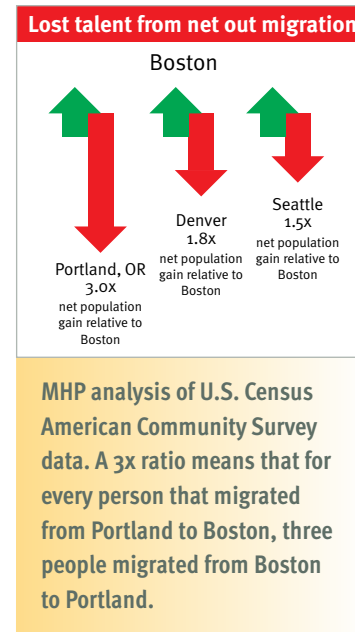 Lost talent from net out migration
Boston
Portland, OR
3.0x
net population
gain relative to
Boston
Denver
1.8x
net population
gain relative to
Boston
Seattle
1.5x
net population
gain relative to
Boston
MHP analysis of U.S. Census
American Community Survey
data. A 3x ratio means that for
every person that migrated
from Portland to Boston, three
people migrated from Boston
to Portland.